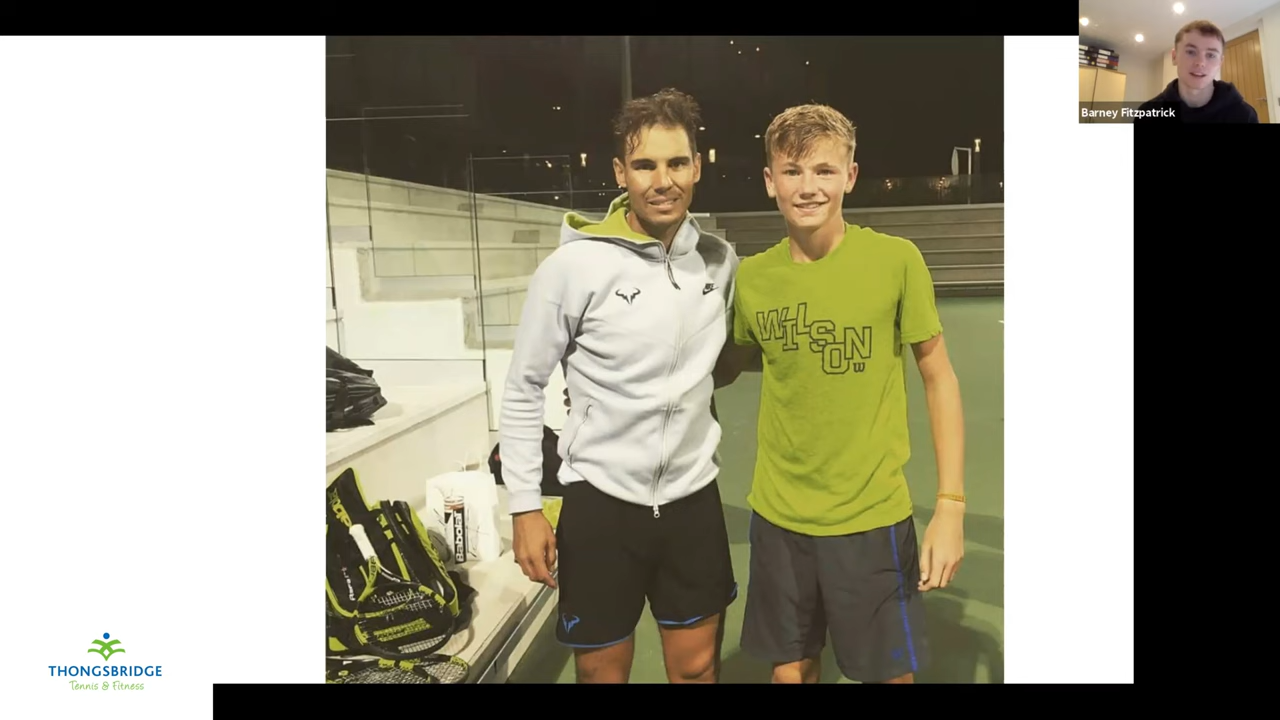 Barney Fitzpatrick
WILSON
W
Babolat
THONGSBRIDGE
Tennis & Fitness